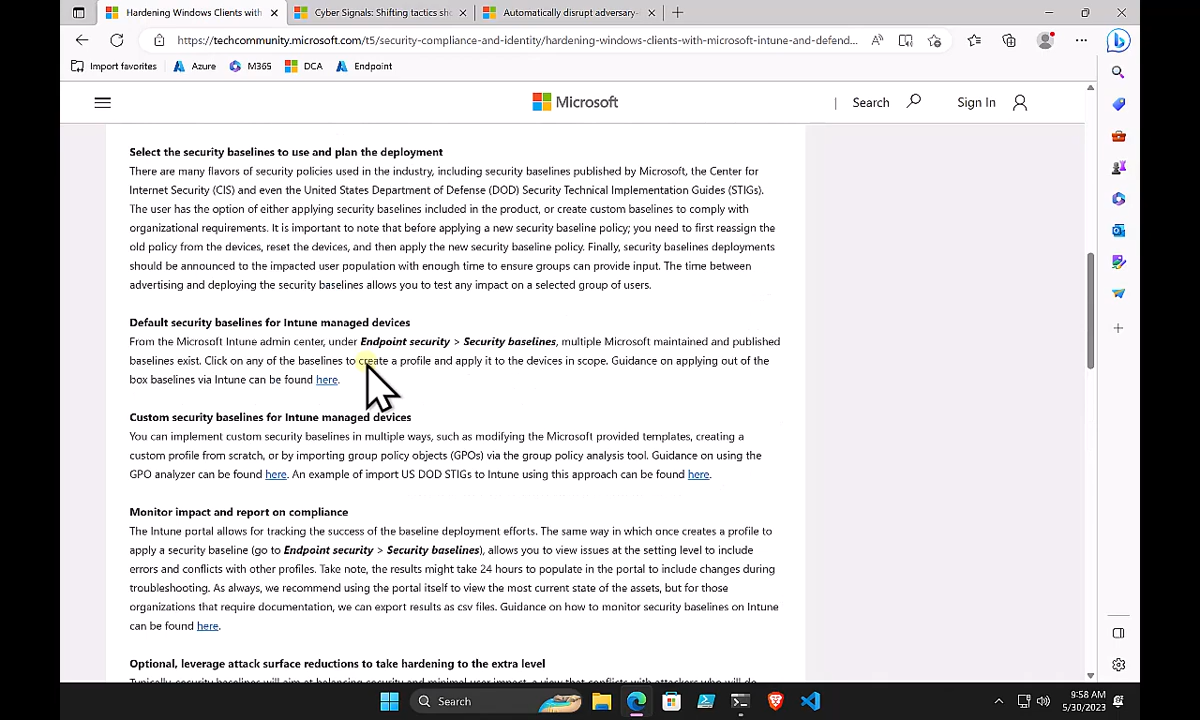 Hardening Windows Clients with
Cyber Signals: Shifting tactics sh
Automatically disrupt adversary-
https://techcommunity.microsoft.com/t5/security-compliance-and-identity/hardening-windows-clients-with-microsoft-intune-and-defend...
Import favorites
Azure
M365
DCA
Endpoint
Microsoft
Search
Sign In
Select the security baselines to use and plan the deployment
There are many flavors of security policies used in the industry, including security baselines published by Microsoft, the Center for
Internet Security (CIS) and even the United States Department of Defense (DOD) Security Technical Implementation Guides (STIGs).
The user has the option of either applying security baselines included in the product, or create custom baselines to comply with
organizational requirements. It is important to note that before applying a new security baseline policy; you need to first reassign the
old policy from the devices, reset the devices, and then apply the new security baseline policy. Finally, security baselines deployments
should be announced to the impacted user population with enough time to ensure groups can provide input. The time between
advertising and deploying the security baselines allows you to test any impact on a selected group of users.
Default security baselines for Intune managed devices
From the Microsoft Intune admin center, under Endpoint security > Security baselines, multiple Microsoft maintained and published
baselines exist. Click on any of the baselines to create a profile and apply it to the devices in scope. Guidance on applying out of the
box baselines via Intune can be found here.
Custom security baselines for Intune managed devices
You can implement custom security baselines in multiple ways, such as modifying the Microsoft provided templates, creating a
custom profile from scratch, or by importing group policy objects (GPOs) via the group policy analysis tool. Guidance on using the
GPO analyzer can be found here. An example of import US DOD STIGs to Intune using this approach can be found here.
Monitor impact and report on compliance
The Intune portal allows for tracking the success of the baseline deployment efforts. The same way in which once creates a profile to
apply a security baseline (go to Endpoint security > Security baselines), allows you to view issues at the setting level to include
errors and conflicts with other profiles. Take note, the results might take 24 hours to populate in the portal to include changes during
troubleshooting. As always, we recommend using the portal itself to view the most current state of the assets, but for those
organizations that require documentation, we can export results as csv files. Guidance on how to monitor security baselines on Intune
can be found here.
Optional, leverage attack surface reductions to take hardening to the extra level
Typically, security baselines will aim at balancing security and minimal user impact, a view that conflicts with attackers who will do
Search
9:58 AM
5/30/2023